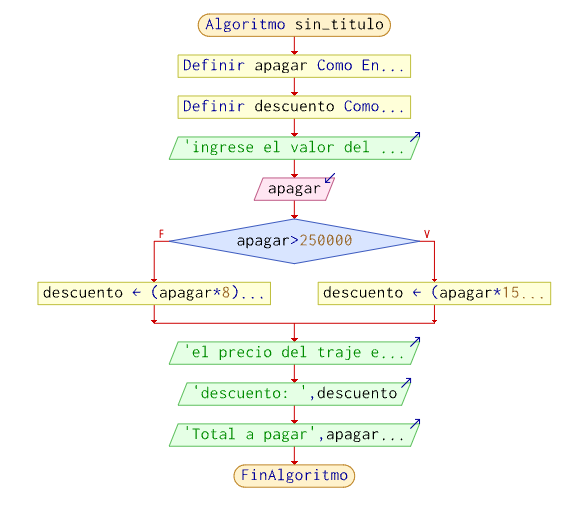 Algoritmo sin_titulo
Definir apagar Como En...
Definir descuento Como...
'ingrese el valor del ...
apagar
apagar>250000
F
V
descuento ← (apagar*8)...
descuento ← (apagar*15...
'el precio del traje e...
'descuento: ',descuento
'Total a pagar',apagar...
FinAlgoritmo